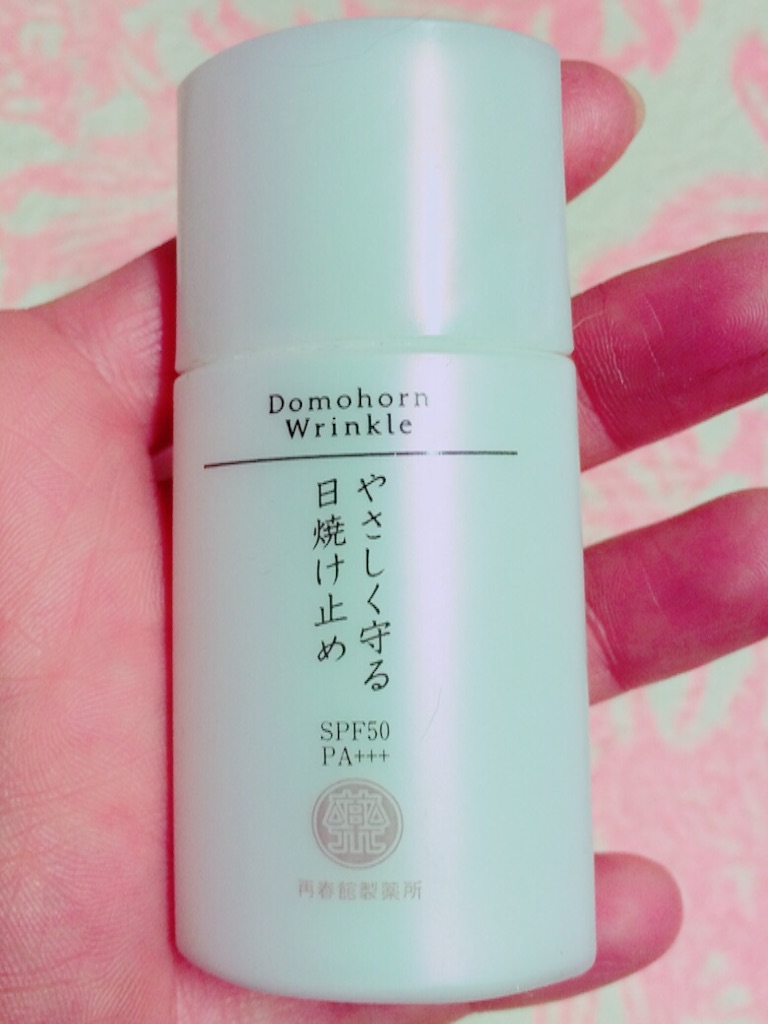 Domohorn
Wrinkle
やさしく守る
日焼け止め
SPF50
PA+++
薬
再春館製薬所